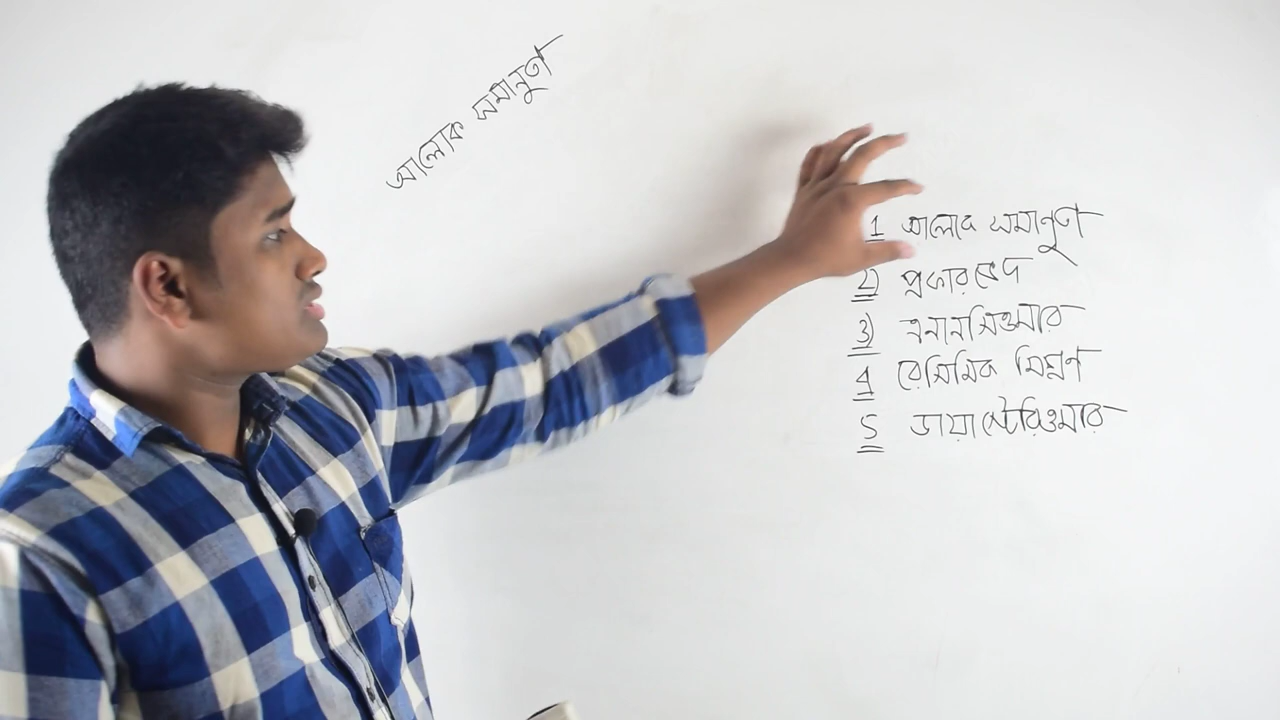 আলোক সমানুতা
1 আলোক সমানুতা
2) প্রকারভেদ
3) এনানসিওমার
4 রেসিমিক মিশ্রণ
5 ডায়াস্টেরিওমার